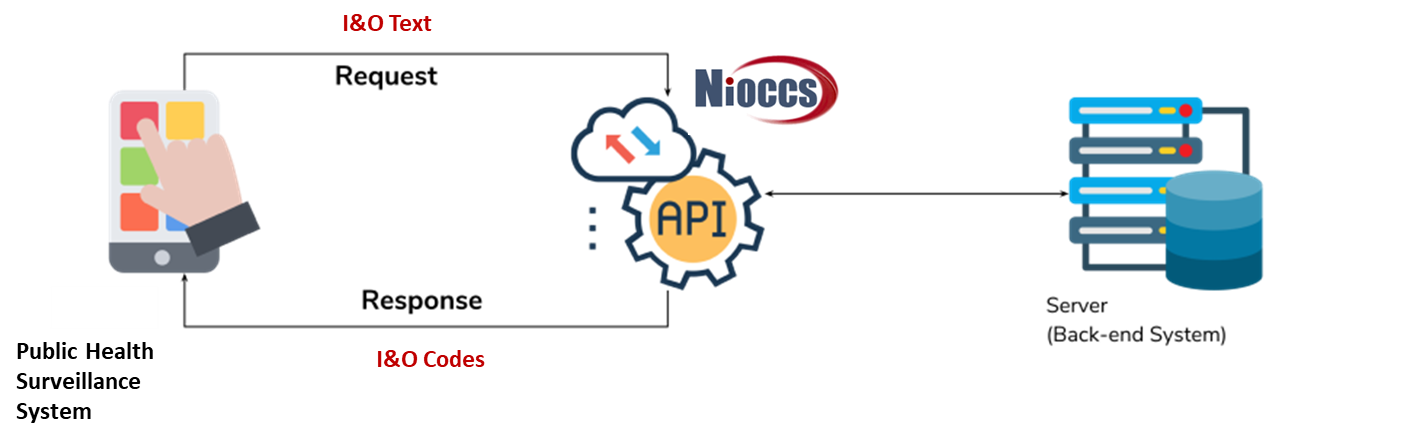 I&O Text
Request
NIOCCS
API
Response
I&O Codes
Public Health
Surveillance
System
Server
(Back-end System)